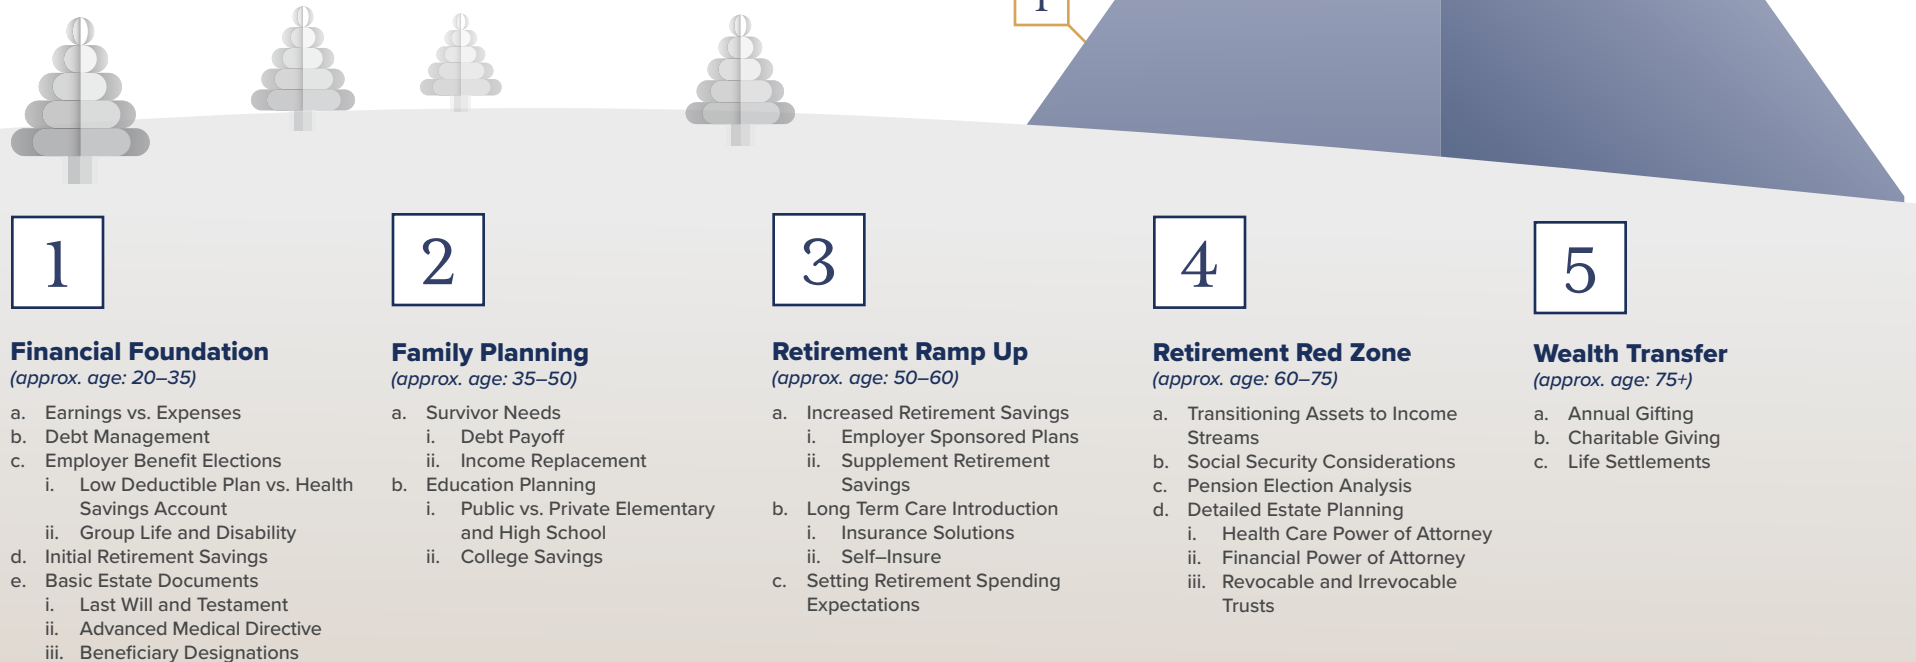 1
1
Financial Foundation
(approx. age: 20–35)
a. Earnings vs. Expenses
b. Debt Management
c. Employer Benefit Elections
i. Low Deductible Plan vs. Health
Savings Account
ii. Group Life and Disability
d. Initial Retirement Savings
e. Basic Estate Documents
i. Last Will and Testament
ii. Advanced Medical Directive
iii. Beneficiary Designations
2
Family Planning
(approx. age: 35–50)
a. Survivor Needs
i. Debt Payoff
ii. Income Replacement
b. Education Planning
i. Public vs. Private Elementary
and High School
ii. College Savings
3
Retirement Ramp Up
(approx. age: 50–60)
a. Increased Retirement Savings
i. Employer Sponsored Plans
ii. Supplement Retirement
Savings
b. Long Term Care Introduction
i. Insurance Solutions
ii. Self–Insure
c. Setting Retirement Spending
Expectations
4
Retirement Red Zone
(approx. age: 60–75)
a. Transitioning Assets to Income
Streams
b. Social Security Considerations
c. Pension Election Analysis
d. Detailed Estate Planning
i. Health Care Power of Attorney
ii. Financial Power of Attorney
iii. Revocable and Irrevocable
Trusts
5
Wealth Transfer
(approx. age: 75+)
a. Annual Gifting
b. Charitable Giving
c. Life Settlements